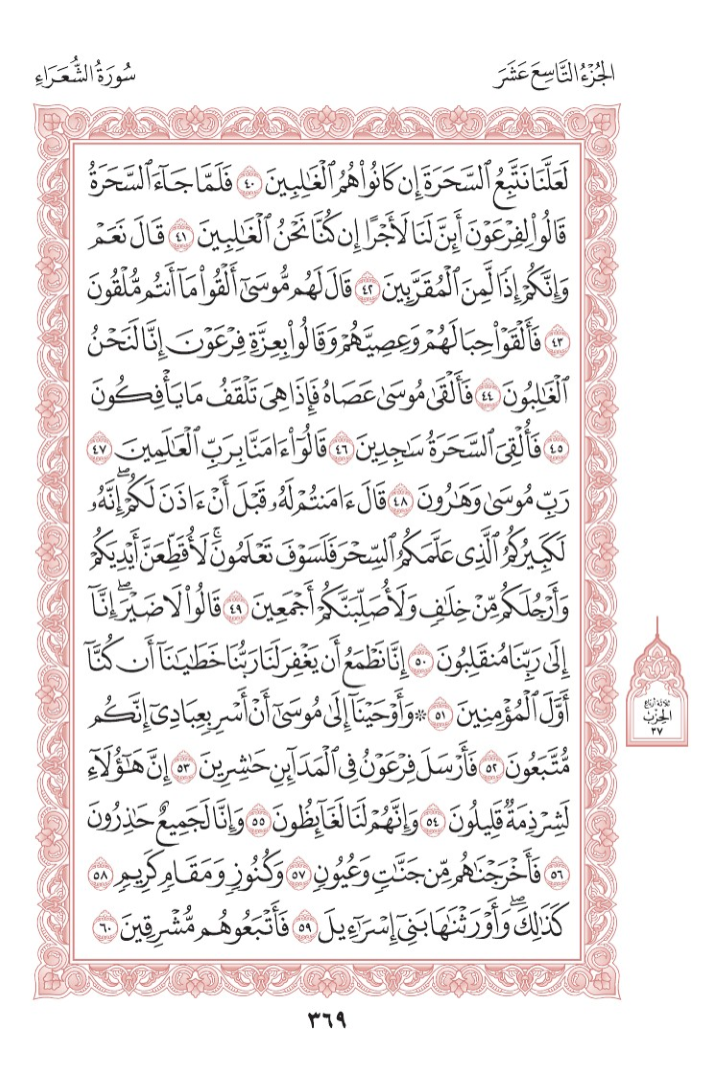 الجُزْءُ التَّاسِعَ عَشَرَ
سُورَةُ الشُّعَرَاءِ
لَعَلَّنَا نَتَّبِعُ ٱلسَّحَرَةَ إِن كَانُوا۟ هُمُ ٱلْغَٰلِبِينَ ٤٠ فَلَمَّا جَآءَ ٱلسَّحَرَةُ
قَالُوا۟ لِفِرْعَوْنَ أَئِنَّ لَنَا لَأَجْرًا إِن كُنَّا نَحْنُ ٱلْغَٰلِبِينَ ٤١ قَالَ نَعَمْ
وَإِنَّكُمْ إِذًا لَّمِنَ ٱلْمُقَرَّبِينَ ٤٢ قَالَ لَهُم مُّوسَىٰٓ أَلْقُوا۟ مَآ أَنتُم مُّلْقُونَ
٤٣ فَأَلْقَوْا۟ حِبَالَهُمْ وَعِصِيَّهُمْ وَقَالُوا۟ بِعِزَّةِ فِرْعَوْنَ إِنَّا لَنَحْنُ
ٱلْغَٰلِبُونَ ٤٤ فَأَلْقَىٰ مُوسَىٰ عَصَاهُ فَإِذَا هِىَ تَلْقَفُ مَا يَأْفِكُونَ
٤٥ فَأُلْقِىَ ٱلسَّحَرَةُ سَٰجِدِينَ ٤٦ قَالُوٓا۟ ءَامَنَّا بِرَبِّ ٱلْعَٰلَمِينَ ٤٧
رَبِّ مُوسَىٰ وَهَٰرُونَ ٤٨ قَالَ ءَامَنتُمْ لَهُۥ قَبْلَ أَنْ ءَاذَنَ لَكُمْ ۖ إِنَّهُۥ
لَكَبِيرُكُمُ ٱلَّذِى عَلَّمَكُمُ ٱلسِّحْرَ فَلَسَوْفَ تَعْلَمُونَ ۚ لَأُقَطِّعَنَّ أَيْدِيَكُمْ
وَأَرْجُلَكُم مِّنْ خِلَٰفٍ وَلَأُصَلِّبَنَّكُمْ أَجْمَعِينَ ٤٩ قَالُوا۟ لَا ضَيْرَ ۖ إِنَّآ
إِلَىٰ رَبِّنَا مُنقَلِبُونَ ٥٠ إِنَّا نَطْمَعُ أَن يَغْفِرَ لَنَا رَبُّنَا خَطَٰيَٰنَآ أَن كُنَّآ
أَوَّلَ ٱلْمُؤْمِنِينَ ٥١ ۞ وَأَوْحَيْنَآ إِلَىٰ مُوسَىٰٓ أَنْ أَسْرِ بِعِبَادِىٓ إِنَّكُم
مُّتَّبَعُونَ ٥٢ فَأَرْسَلَ فِرْعَوْنُ فِى ٱلْمَدَآئِنِ حَٰشِرِينَ ٥٣ إِنَّ هَٰٓؤُلَآءِ
لَشِرْذِمَةٌ قَلِيلُونَ ٥٤ وَإِنَّهُمْ لَنَا لَغَآئِظُونَ ٥٥ وَإِنَّا لَجَمِيعٌ حَٰذِرُونَ
٥٦ فَأَخْرَجْنَٰهُم مِّن جَنَّٰتٍ وَعُيُونٍ ٥٧ وَكُنُوزٍ وَمَقَامٍ كَرِيمٍ ٥٨
كَذَٰلِكَ ۖ وَأَوْرَثْنَٰهَا بَنِىٓ إِسْرَٰٓءِيلَ ٥٩ فَأَتْبَعُوهُم مُّشْرِقِينَ ٦٠
ثلاثة أرباع
الحزب
٣٧
٣٦٩